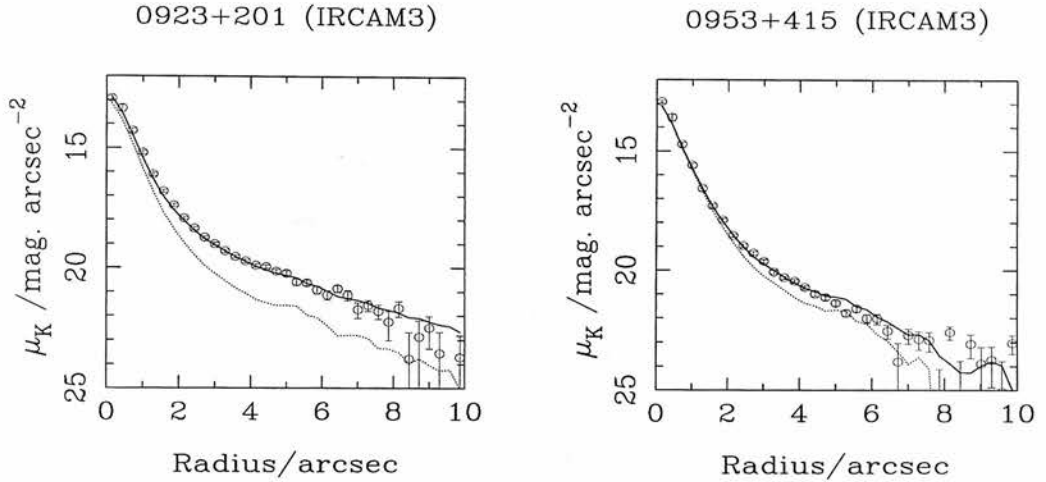 0923+201 (IRCAM3)
15
20
25
μK /mag. arcsec−2
0 2 4 6 8 10
Radius/arcsec
0953+415 (IRCAM3)
15
20
25
μK /mag. arcsec−2
0 2 4 6 8 10
Radius/arcsec